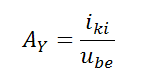 A_Y = i_ki / u_be